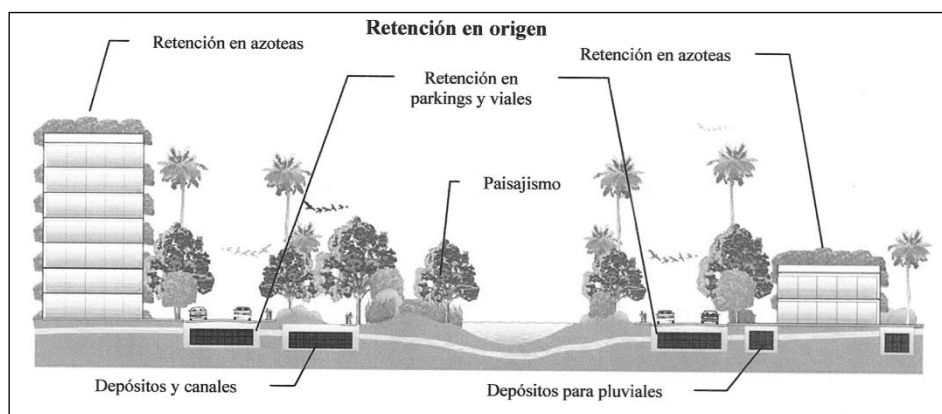 Retención en origen
Retención en azoteas
Retención en azoteas
Retención en
parkings y viales
Paisajismo
Depósitos y canales
Depósitos para pluviales